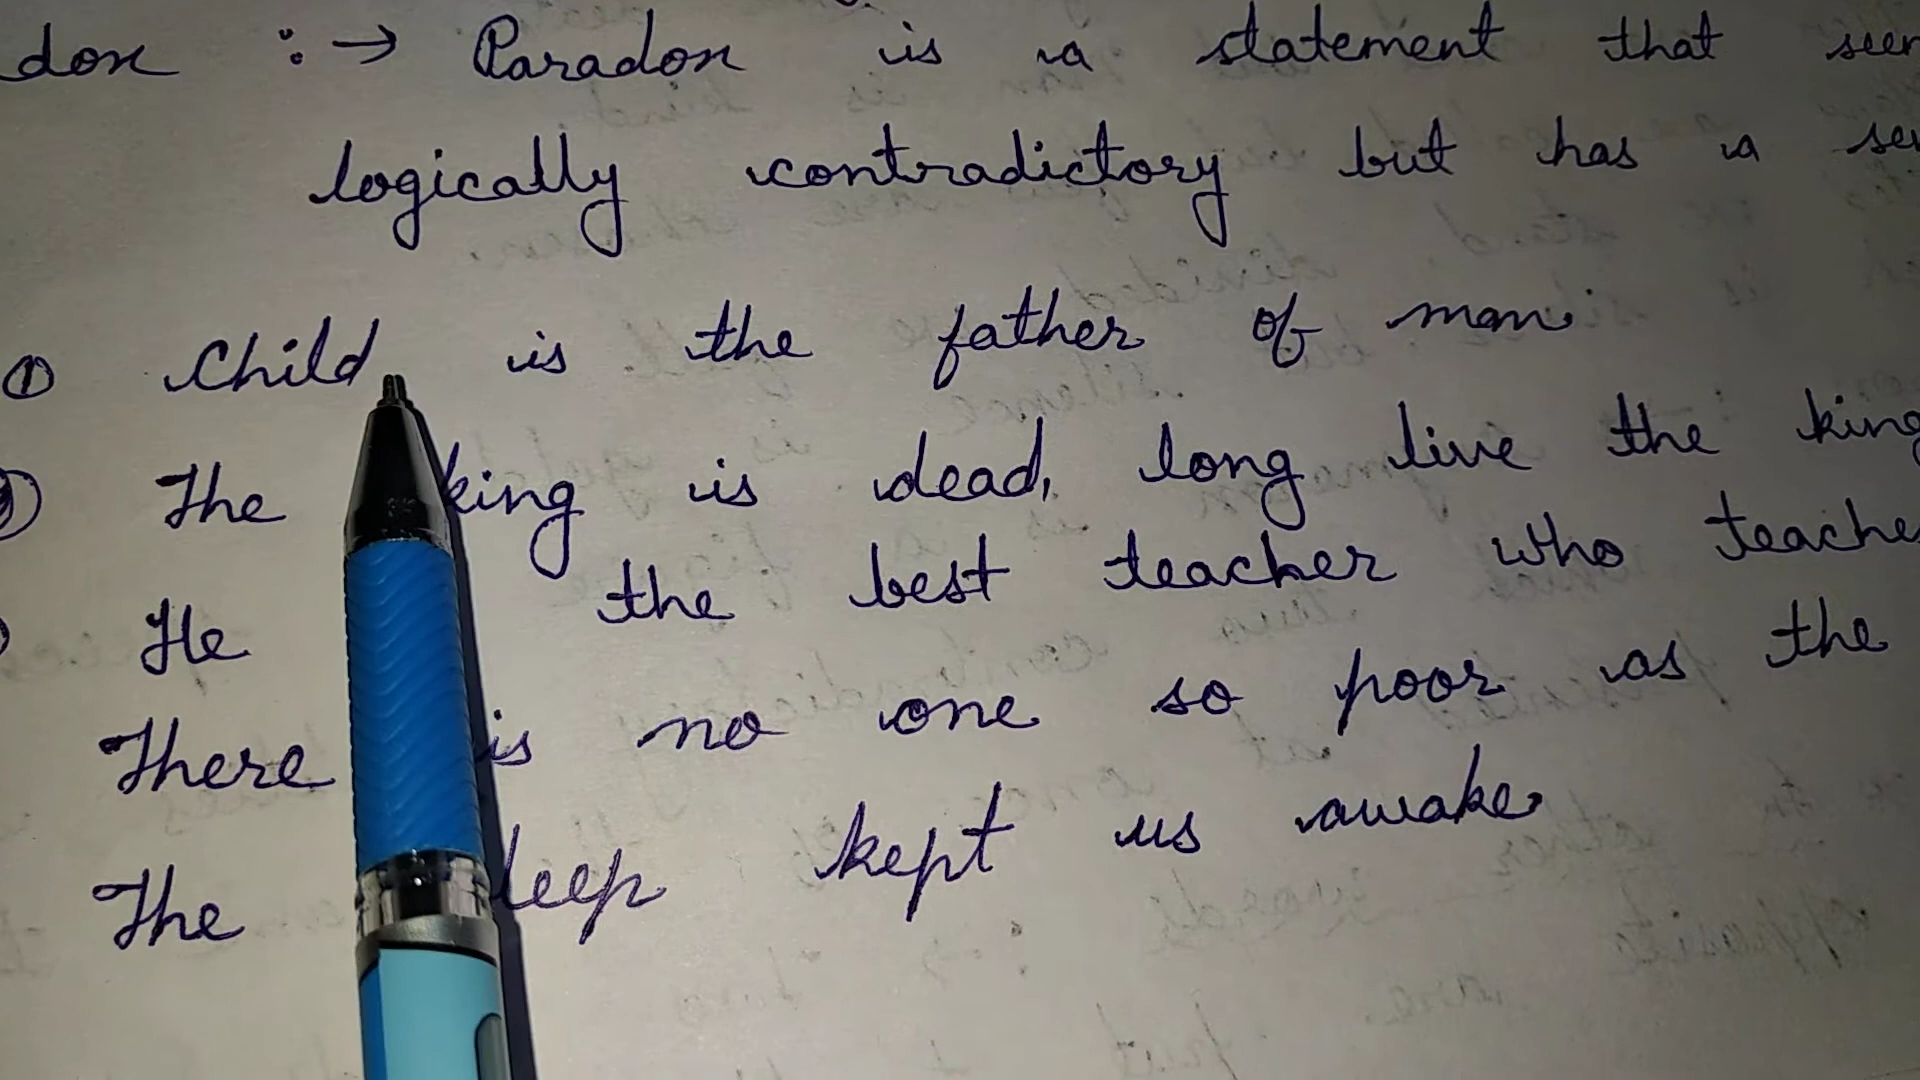 dox :→ Paradox is a statement that seem
logically contradictory but has a
① Child is the father of man.
The king is dead, long live the king
He the best teacher who teache
There is no one so poor as the
The leep kept us awake